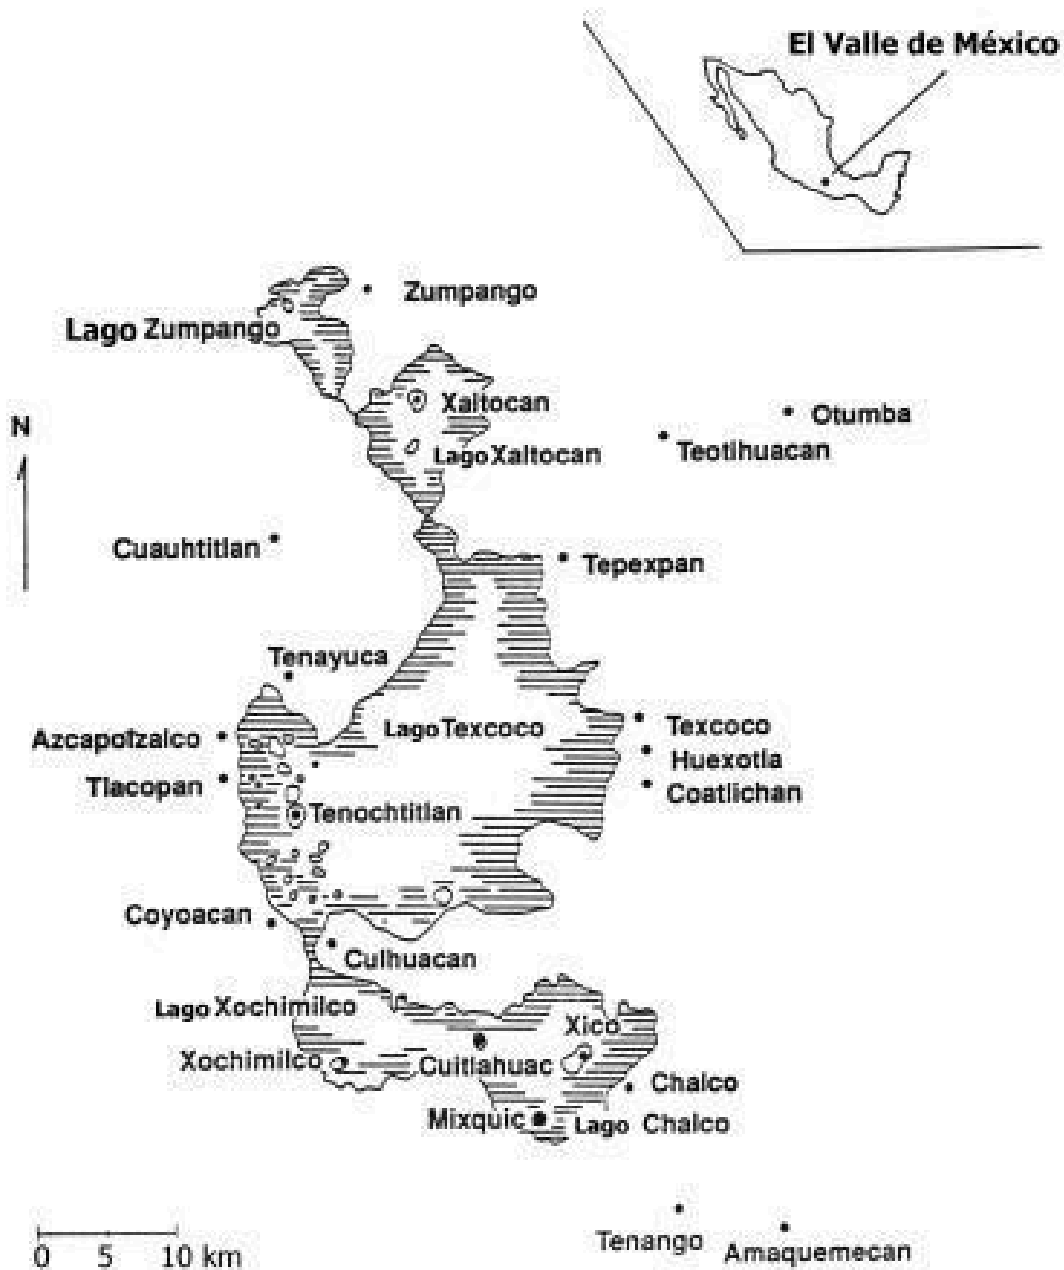 El Valle de México
Zumpango
Lago Zumpango
Xaltocan
Otumba
N
Lago Xaltocan
Teotihuacan
Cuauhtitlan
Tepexpan
Tenayuca
Azcapotzalco
Lago Texcoco
Texcoco
Huexotla
Tlacopan
Coatlichan
Tenochtitlan
Coyoacan
Culhuacan
Lago Xochimilco
Xico
Xochimilco
Cuitlahuac
Chalco
Mixquic
Lago Chalco
Tenango
Amaquemecan
0 5 10 km